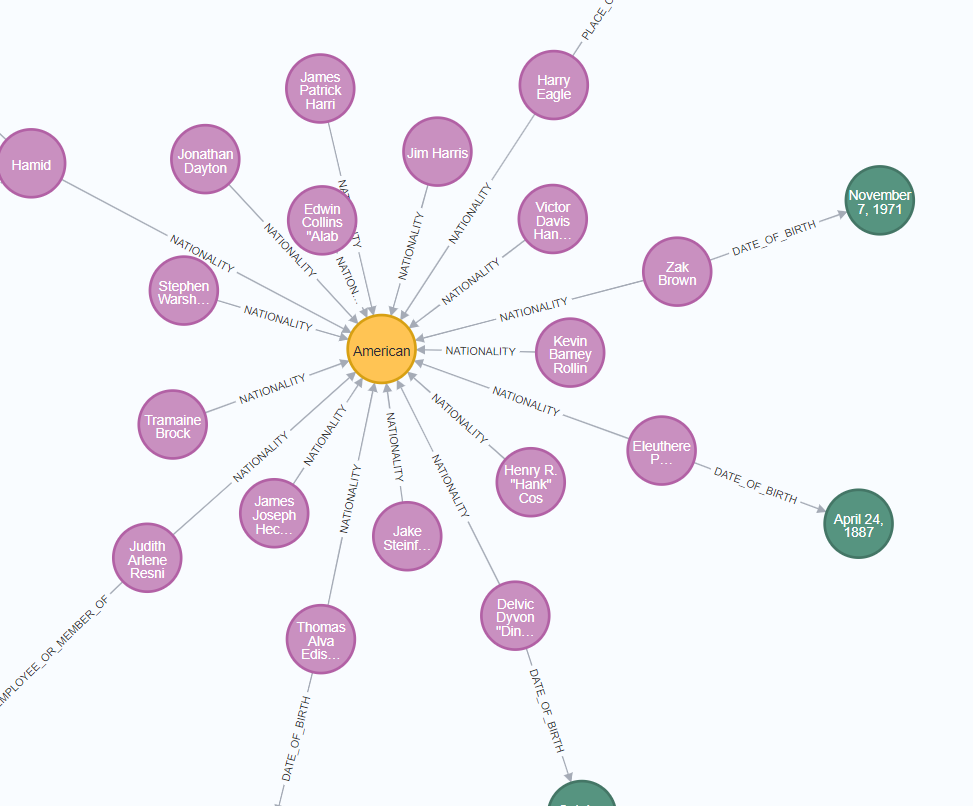 PLACE_O
James
Patrick
Harri
Harry
Eagle
Jonathan
Dayton
Jim Harris
Hamid
November
7, 1971
Edwin
Collins
"Alab
Victor
Davis
Han…
DATE_OF_BIRTH
Zak
Brown
NATIONALITY
NATIONALITY
NATIONALITY
NATIONALITY
NATIONALITY
NATION…
Stephen
Warsh…
NATIONALITY
NATIONALITY
American
NATIONALITY
Kevin
Barney
Rollin
NATIONALITY
NATIONALITY
Tramaine
Brock
NATIONALITY
NATIONALITY
NATIONALITY
NATIONALITY
Eleuthere
P…
DATE_OF_BIRTH
April 24,
1887
NATIONALITY
NATIONALITY
Henry R.
"Hank"
Cos
James
Joseph
Hec…
Jake
Steinf…
Judith
Arlene
Resni
Delvic
Dyvon
"Din…
Thomas
Alva
Edis…
MPLOYEE_OR_MEMBER_OF
DATE_OF_BIRTH
DATE_OF_BIRTH